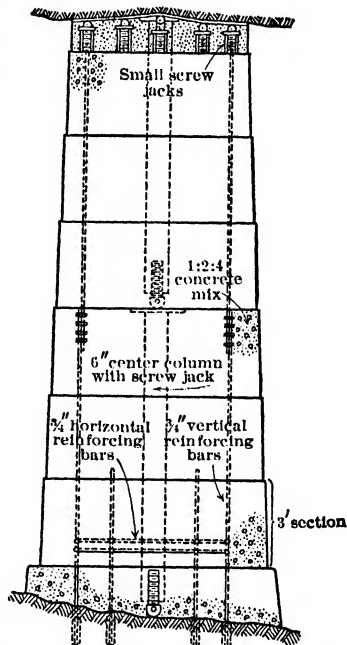 Small screw
jacks
1:2:4
concrete
mix
6" center column
with screw jack
¾" horizontal
reinforcing
bars
¾" vertical
reinforcing
bars
3' section